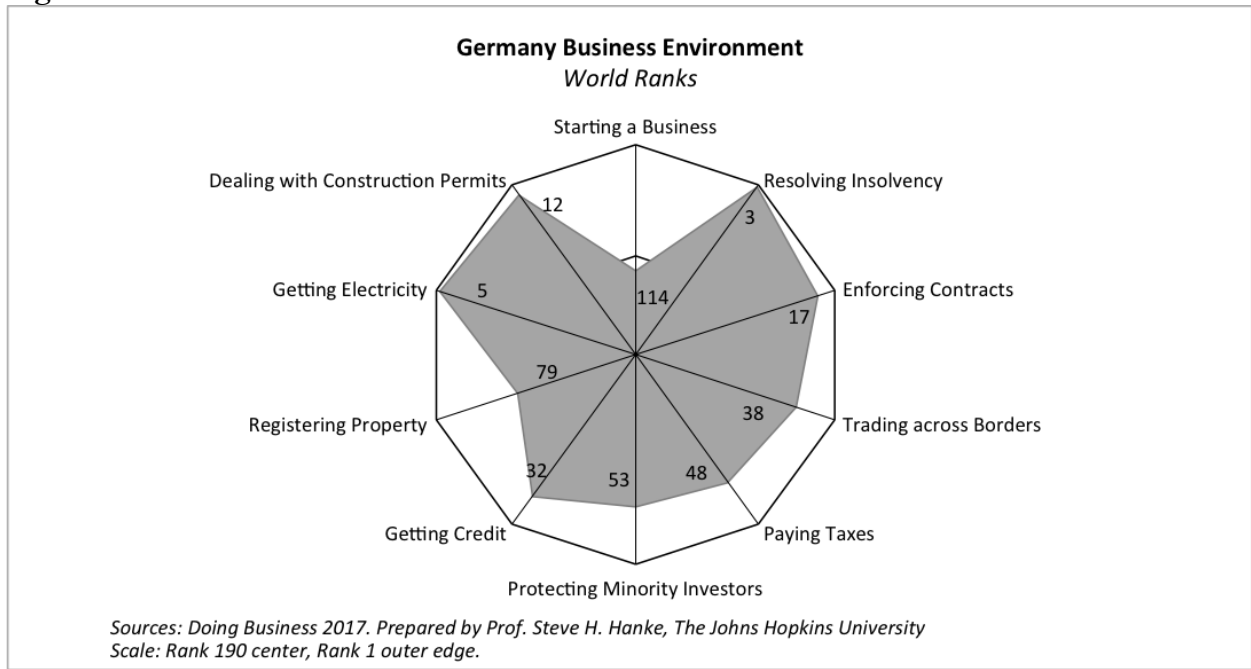 Germany Business Environment
World Ranks
Starting a Business
Dealing with Construction Permits
Resolving Insolvency
12
3
Getting Electricity
5
114
Enforcing Contracts
17
79
Registering Property
38
Trading across Borders
32
53
48
Getting Credit
Paying Taxes
Protecting Minority Investors
Sources: Doing Business 2017. Prepared by Prof. Steve H. Hanke, The Johns Hopkins University
Scale: Rank 190 center, Rank 1 outer edge.